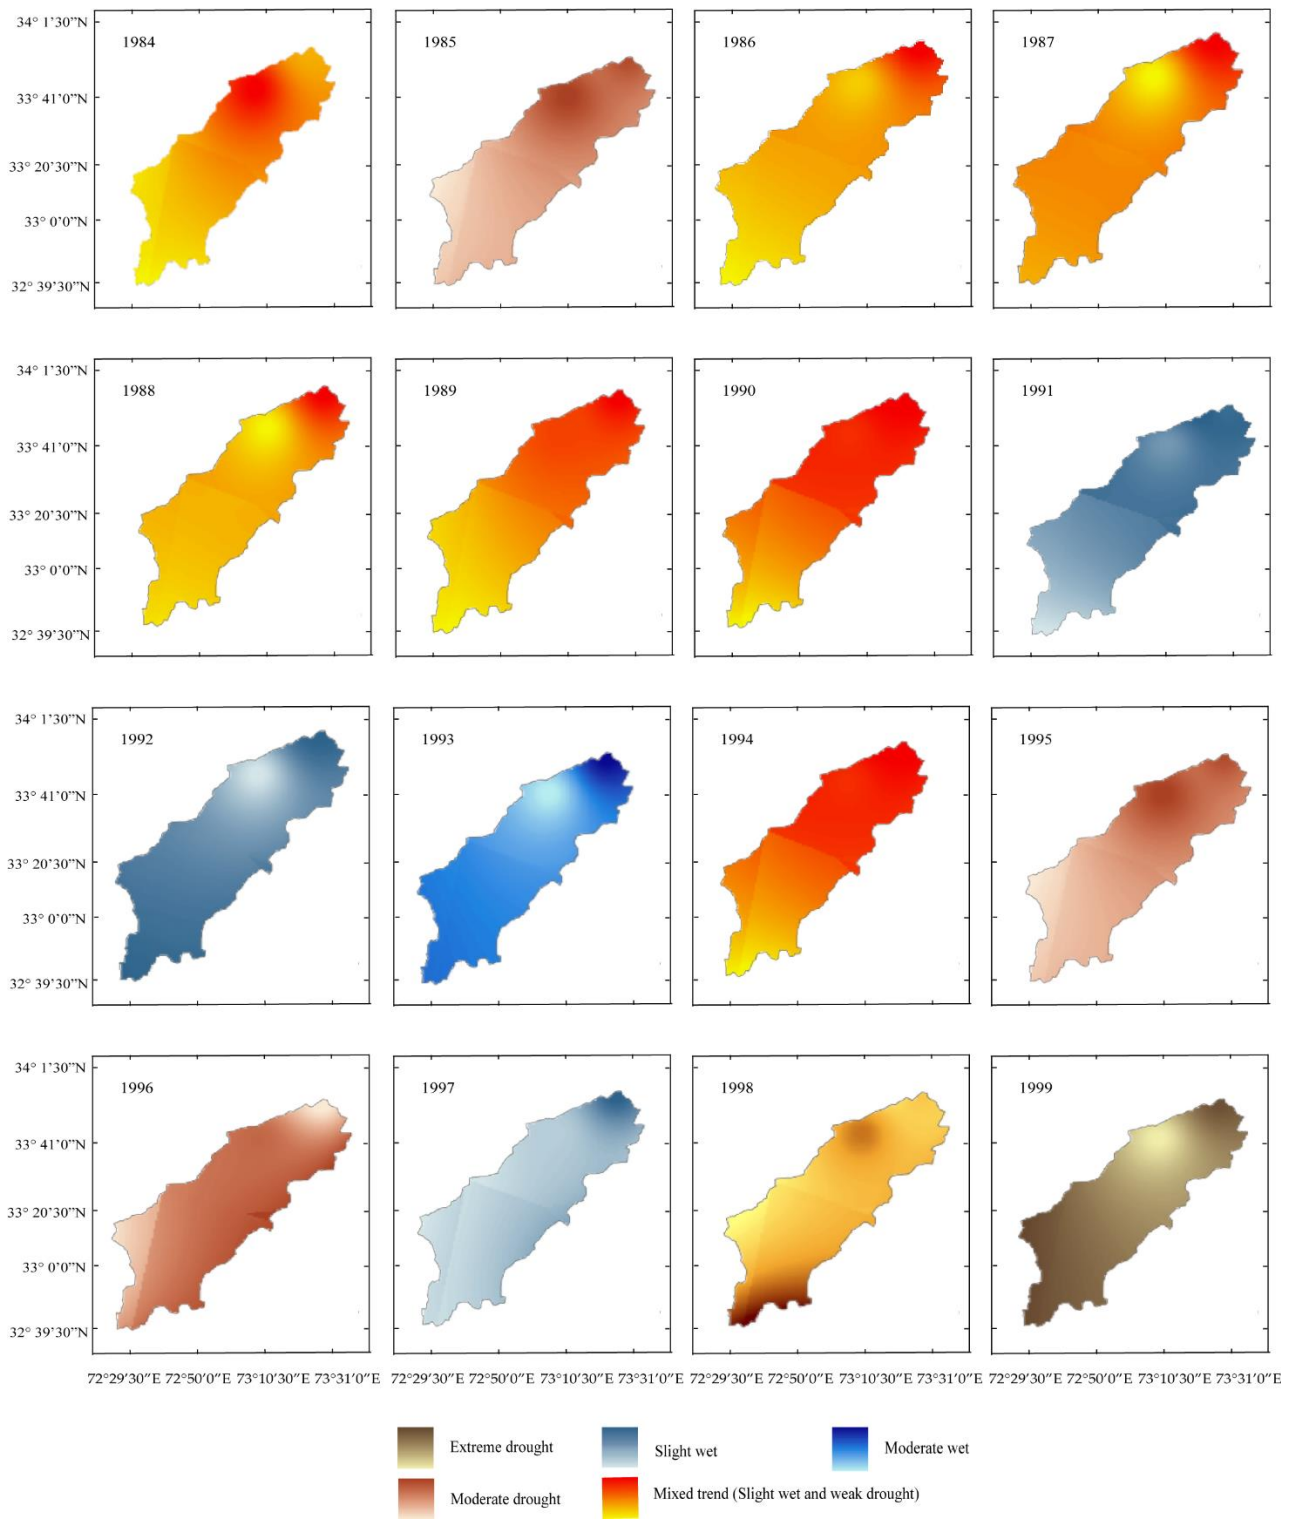 34° 1'30"N
1984
1985
1986
1987
33° 41'0"N
33° 20'30"N
33° 0'0"N
32° 39'30"N
34° 1'30"N
1988
1989
1990
1991
33° 41'0"N
33° 20'30"N
33° 0'0"N
32° 39'30"N
34° 1'30"N
1992
1993
1994
1995
33° 41'0"N
33° 20'30"N
33° 0'0"N
32° 39'30"N
34° 1'30"N
1996
1997
1998
1999
33° 41'0"N
33° 20'30"N
33° 0'0"N
32° 39'30"N
72°29'30"E 72°50'0"E 73°10'30"E 73°31'0"E 72°29'30"E 72°50'0"E 73°10'30"E 73°31'0"E 72°29'30"E 72°50'0"E 73°10'30"E 73°31'0"E 72°29'30"E 72°50'0"E 73°10'30"E 73°31'0"E
Extreme drought
Slight wet
Moderate wet
Moderate drought
Mixed trend (Slight wet and weak drought)